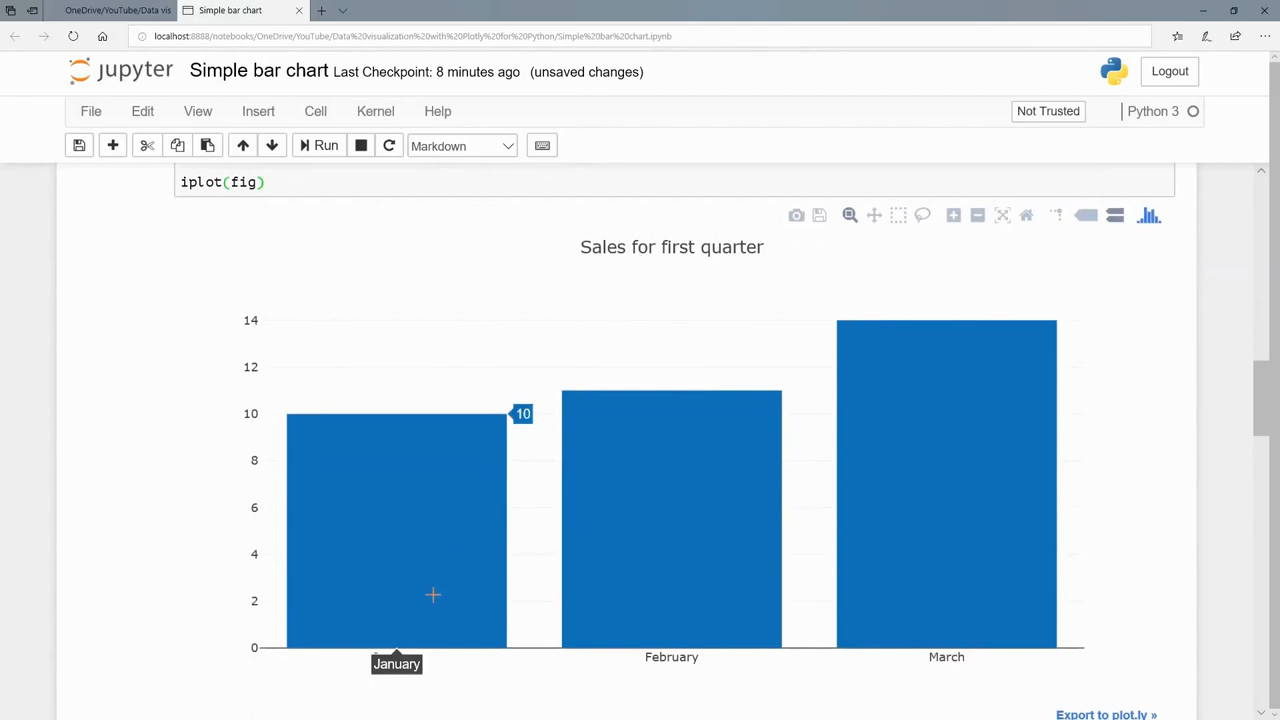 OneDrive/YouTube/Data vis
Simple bar chart
localhost:8888/notebooks/OneDrive/YouTube/Data%20visualization%20with%20Plotly%20for%20Python/Simple%20bar%20chart.ipynb
jupyter Simple bar chart Last Checkpoint: 8 minutes ago (unsaved changes)
Logout
File Edit View Insert Cell Kernel Help
Not Trusted
Python 3
Run
Markdown
iplot(fig)
Sales for first quarter
14
12
10
10
8
6
4
2
0
January
February
March
Export to plot.ly »